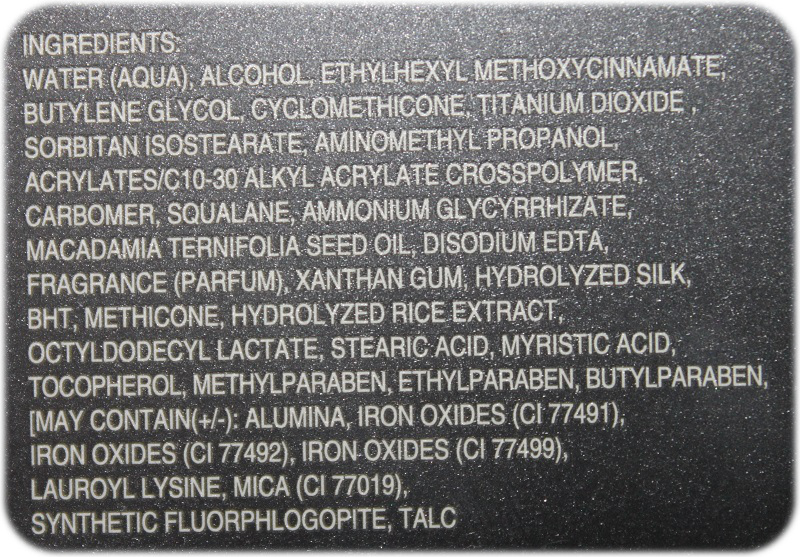 INGREDIENTS:
WATER (AQUA), ALCOHOL, ETHYLHEXYL METHOXYCINNAMATE,
BUTYLENE GLYCOL, CYCLOMETHICONE, TITANIUM DIOXIDE ,
SORBITAN ISOSTEARATE, AMINOMETHYL PROPANOL,
ACRYLATES/C10-30 ALKYL ACRYLATE CROSSPOLYMER,
CARBOMER, SQUALANE, AMMONIUM GLYCYRRHIZATE,
MACADAMIA TERNIFOLIA SEED OIL, DISODIUM EDTA,
FRAGRANCE (PARFUM), XANTHAN GUM, HYDROLYZED SILK,
BHT, METHICONE, HYDROLYZED RICE EXTRACT,
OCTYLDODECYL LACTATE, STEARIC ACID, MYRISTIC ACID,
TOCOPHEROL, METHYLPARABEN, ETHYLPARABEN, BUTYLPARABEN,
[MAY CONTAIN(+/-): ALUMINA, IRON OXIDES (CI 77491),
IRON OXIDES (CI 77492), IRON OXIDES (CI 77499),
LAUROYL LYSINE, MICA (CI 77019),
SYNTHETIC FLUORPHLOGOPITE, TALC